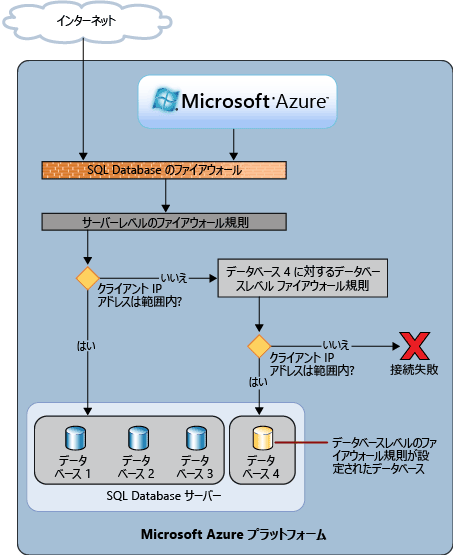 インターネット
Microsoft Azure
SQL Database のファイアウォール
サーバーレベルのファイアウォール規則
いいえ
クライアント IP
アドレスは範囲内?
データベース 4 に対するデータベー
スレベル ファイアウォール規則
はい
いいえ
クライアント IP
アドレスは範囲内?
接続失敗
はい
データ
ベース 1
データ
ベース 2
データ
ベース 3
データ
ベース 4
データベースレベルのファ
イアウォール規則が設
定されたデータベース
SQL Database サーバー
Microsoft Azure プラットフォーム